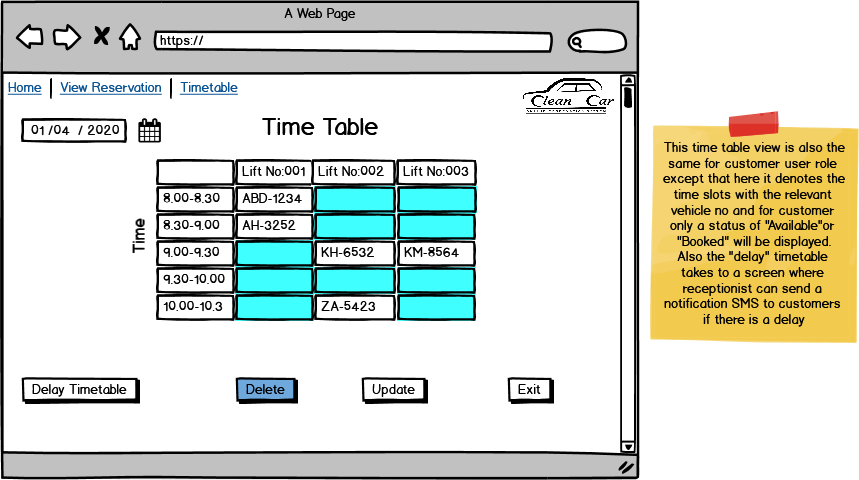 A Web Page
https://
Home | View Reservation | Timetable
Clean Car
01/04 / 2020
Time Table
Lift No:001 Lift No:002 Lift No:003
8.00-8.30 ABD-1234
8.30-9.00 AH-3252
Time
9.00-9.30 KH-6532 KM-8564
9.30-10.00
10.00-10.3 ZA-5423
Delay Timetable Delete Update Exit
This time table view is also the
same for customer user role
except that here it denotes the
time slots with the relevant
vehicle no and for customer
only a status of "Available"or
"Booked" will be displayed.
Also the "delay" timetable
takes to a screen where
receptionist can send a
notification SMS to customers
if there is a delay